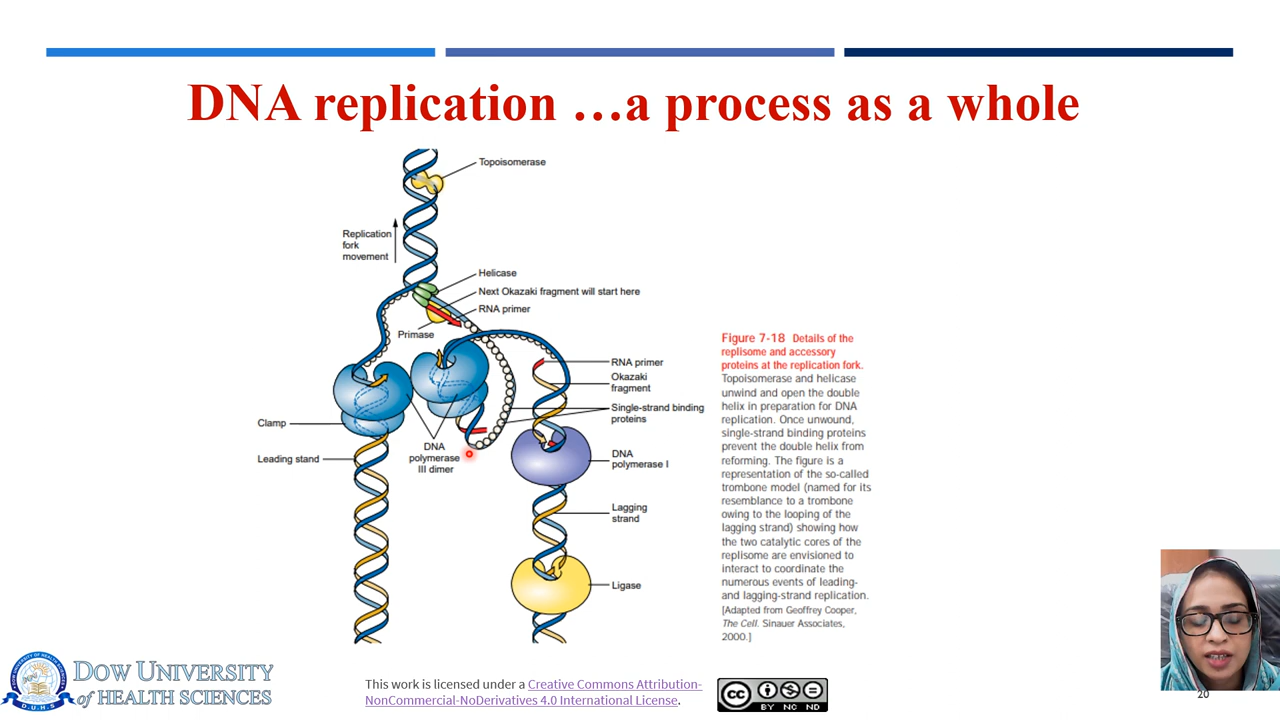 DNA replication …a process as a whole
Topoisomerase
Replication
fork
movement
Helicase
Next Okazaki fragment will start here
RNA primer
Primase
RNA primer
Okazaki
fragment
Single-strand binding
proteins
Clamp
DNA
polymerase
III dimer
Leading stand
DNA
polymerase I
Lagging
strand
Ligase
Figure 7-18 Details of the
replisome and accessory
proteins at the replication fork.
Topoisomerase and helicase
unwind and open the double
helix in preparation for DNA
replication. Once unwound,
single-strand binding proteins
prevent the double helix from
reforming. The figure is a
representation of the so-called
trombone model (named for its
resemblance to a trombone
owing to the looping of the
lagging strand) showing how
the two catalytic cores of the
replisome are envisioned to
interact to coordinate the
numerous events of leading-
and lagging-strand replication.
[Adapted from Geoffrey Cooper,
The Cell. Sinauer Associates,
2000.]
DOW UNIVERSITY
of HEALTH SCIENCES
D.U.H.S
This work is licensed under a Creative Commons Attribution-
NonCommercial-NoDerivatives 4.0 International License.
cc
BY NC ND
20